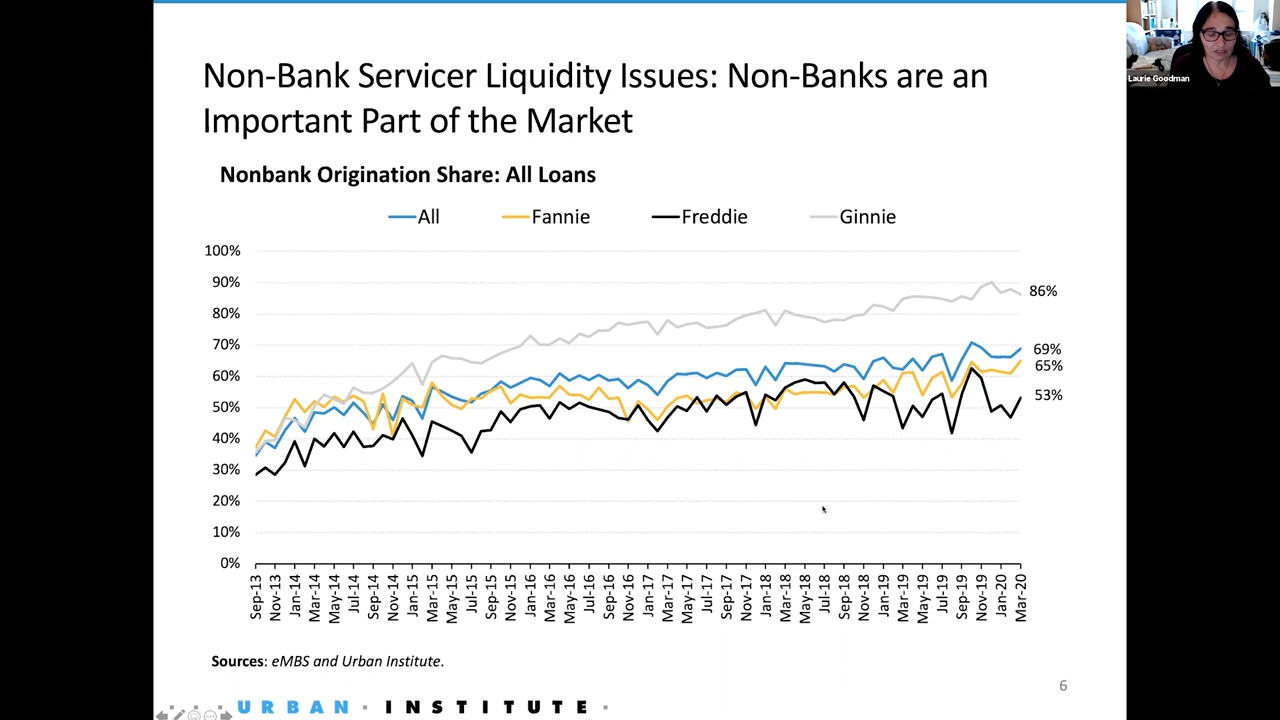 Non-Bank Servicer Liquidity Issues: Non-Banks are an
Important Part of the Market
Laurie Goodman
Nonbank Origination Share: All Loans
All Fannie Freddie Ginnie
100%
90%
80%
70%
60%
50%
40%
30%
20%
10%
0%
86%
69%
65%
53%
Sep-13 Nov-13 Jan-14 Mar-14 May-14 Jul-14 Sep-14 Nov-14 Jan-15 Mar-15 May-15 Jul-15 Sep-15 Nov-15 Jan-16 Mar-16 May-16 Jul-16 Sep-16 Nov-16 Jan-17 Mar-17 May-17 Jul-17 Sep-17 Nov-17 Jan-18 Mar-18 May-18 Jul-18 Sep-18 Nov-18 Jan-19 Mar-19 May-19 Jul-19 Sep-19 Nov-19 Jan-20 Mar-20
Sources: eMBS and Urban Institute.
6
URBAN · INSTITUTE ·